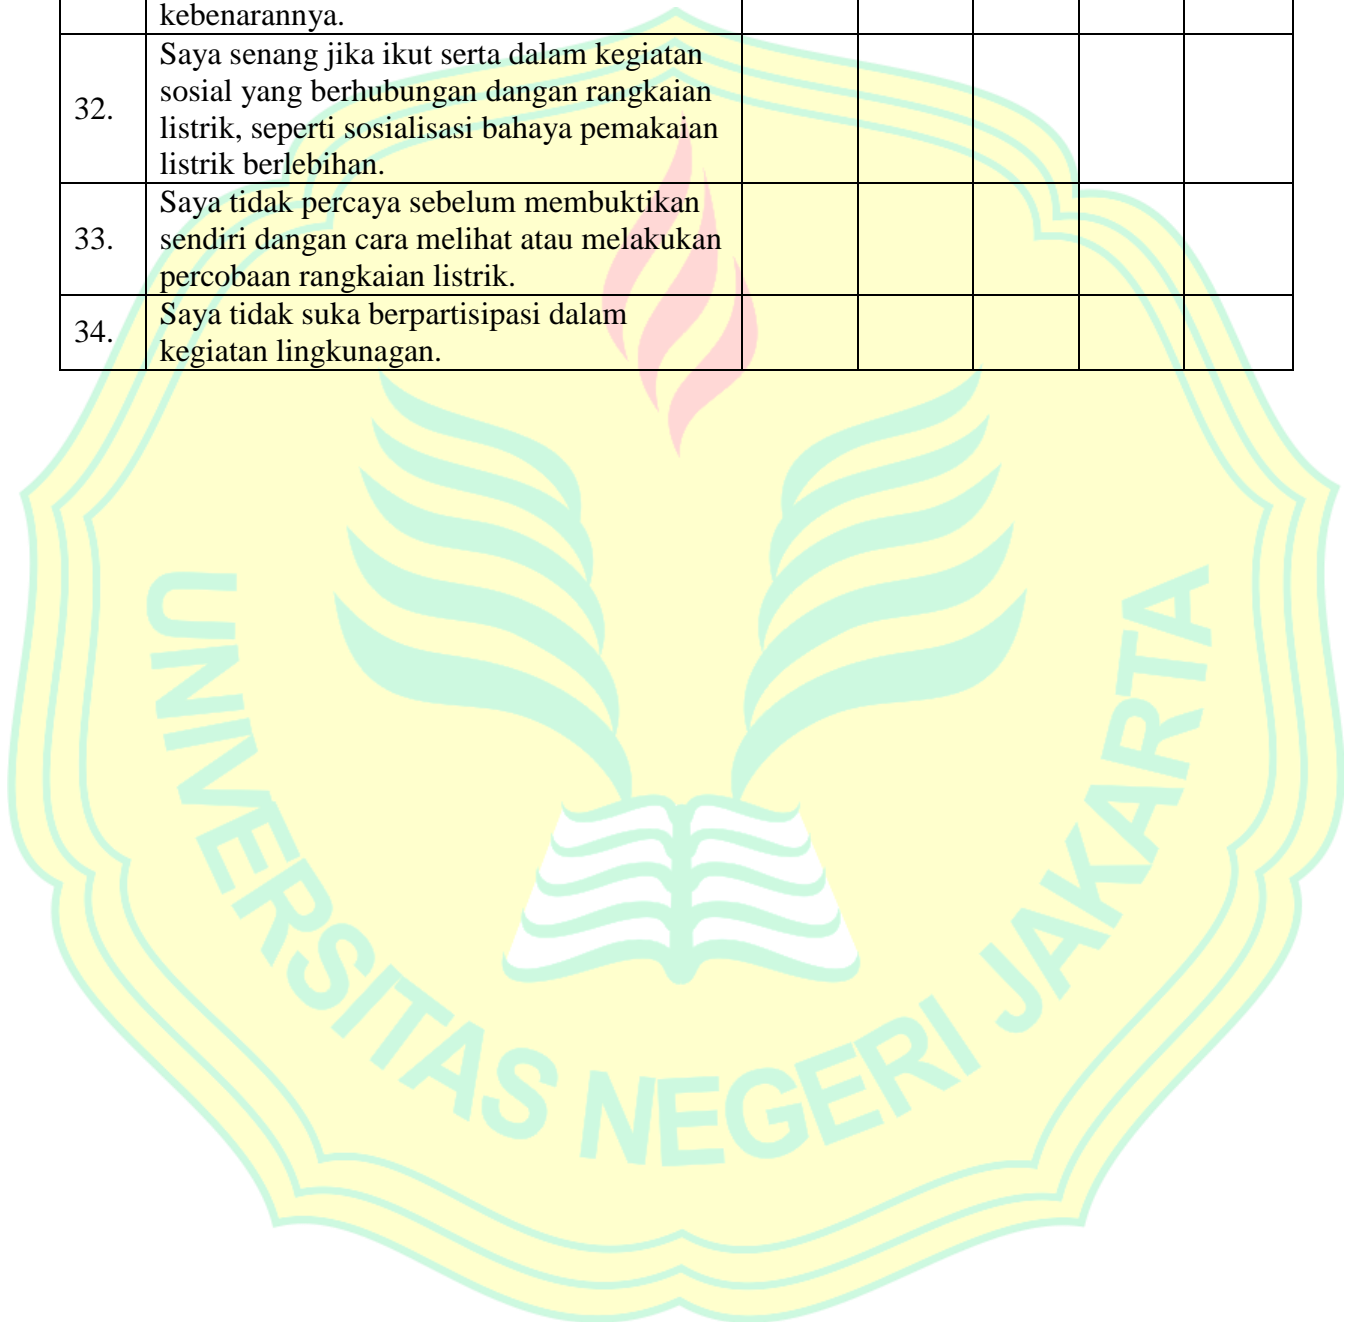 kebenarannya.
32.
Saya senang jika ikut serta dalam kegiatan
sosial yang berhubungan dangan rangkaian
listrik, seperti sosialisasi bahaya pemakaian
listrik berlebihan.
33.
Saya tidak percaya sebelum membuktikan
sendiri dangan cara melihat atau melakukan
percobaan rangkaian listrik.
34.
Saya tidak suka berpartisipasi dalam
kegiatan lingkunagan.
UNIVERSITAS NEGERI JAKARTA